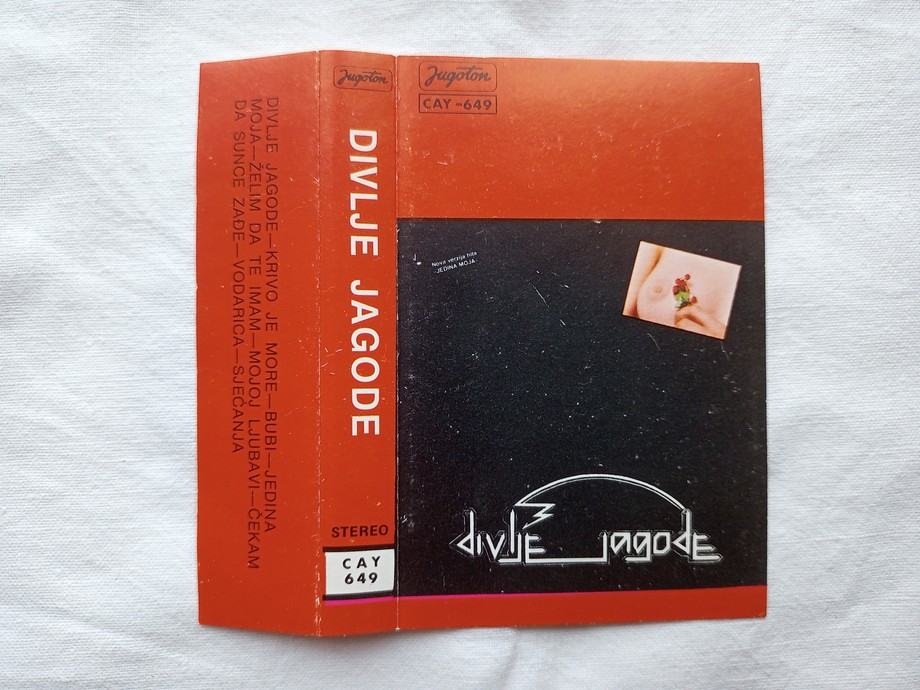 DIVLJE JAGODE—KRIVO JE MORE—BUBI—JEDINA
MOJA—ŽELIM DA TE IMAM—MOJOJ LJUBAVI—ČEKAM
DA SUNCE ZAĐE—VODARICA—SJEĆANJA
Jugoton
DIVLJE JAGODE
STEREO
CAY
649
Jugoton
CAY-649
Nova verzija hita
-JEDINA MOJA-
divlje jagode